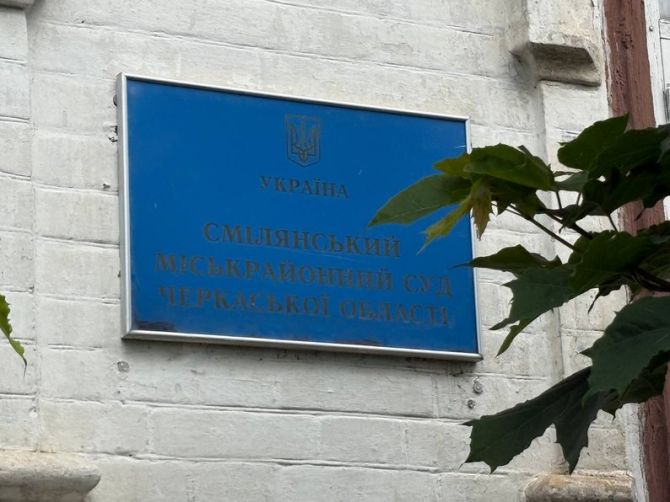 УКРАЇНА
СМІЛЯНСЬКИЙ
МІСЬКРАЙОННИЙ СУД
ЧЕРКАСЬКОЇ ОБЛАСТІ